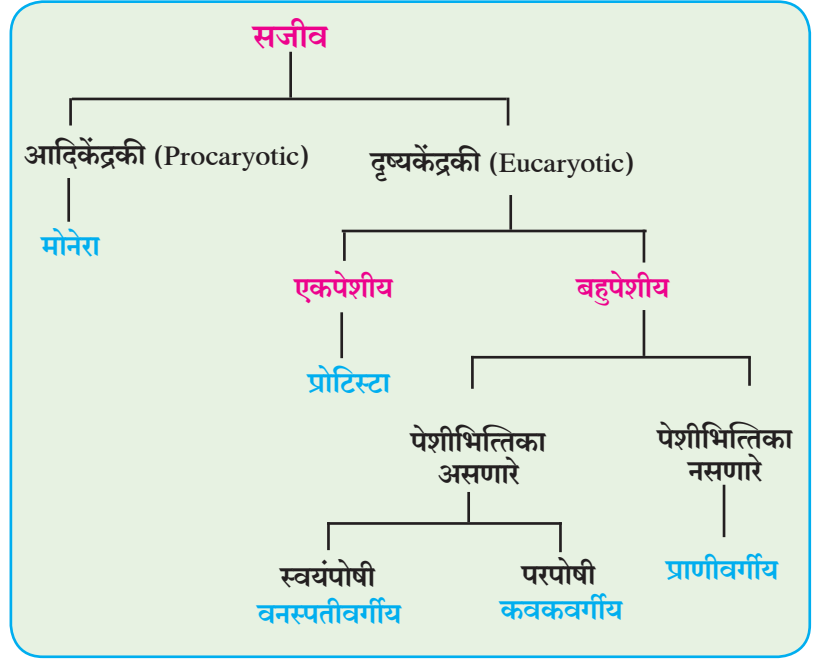 सजीव
आदिकेंद्रकी (Procaryotic)
दृष्यकेंद्रकी (Eucaryotic)
मोनेरा
एकपेशीय
बहुपेशीय
प्रोटिस्टा
पेशीभित्तिका
असणारे
पेशीभित्तिका
नसणारे
स्वयंपोषी
वनस्पतीवर्गीय
परपोषी
कवकवर्गीय
प्राणीवर्गीय